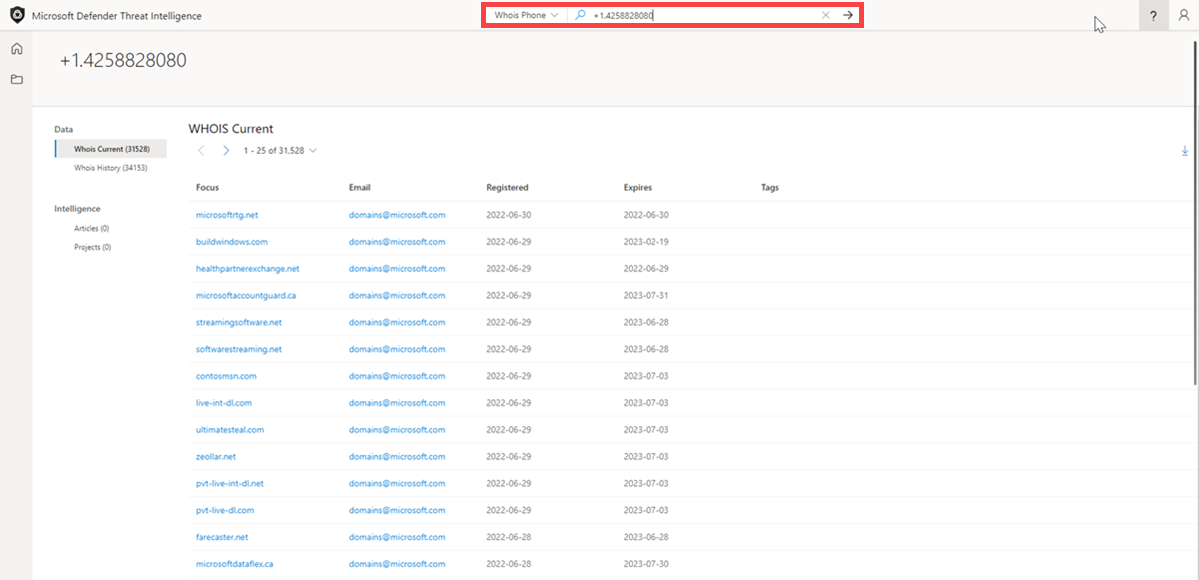 Microsoft Defender Threat Intelligence Whois Phone +1.4258828080 ?
+1.4258828080
Data
Whois Current (31528)
Whois History (34153)
Intelligence
Articles (0)
Projects (0)
WHOIS Current
1 - 25 of 31,528
Focus Email Registered Expires Tags
microsoftrtg.net domains@microsoft.com 2022-06-30 2022-06-30
buildwindows.com domains@microsoft.com 2022-06-29 2023-02-19
healthpartnerexchange.net domains@microsoft.com 2022-06-29 2022-06-29
microsoftaccountguard.ca domains@microsoft.com 2022-06-29 2023-07-31
streamingsoftware.net domains@microsoft.com 2022-06-29 2023-06-28
softwarestreaming.net domains@microsoft.com 2022-06-29 2023-06-28
contosmsn.com domains@microsoft.com 2022-06-29 2023-07-03
live-int-dl.com domains@microsoft.com 2022-06-29 2023-07-03
ultimatesteal.com domains@microsoft.com 2022-06-29 2023-07-03
zeollar.net domains@microsoft.com 2022-06-29 2023-07-03
pvt-live-int-dl.net domains@microsoft.com 2022-06-29 2023-07-03
pvt-live-dl.com domains@microsoft.com 2022-06-29 2023-07-03
farecaster.net domains@microsoft.com 2022-06-28 2023-06-28
microsoftdataflex.ca domains@microsoft.com 2022-06-28 2023-07-30